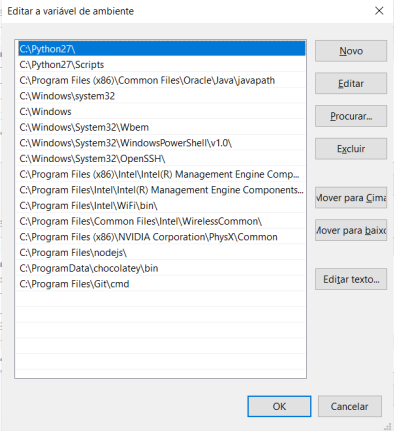 Editar a variável de ambiente
C:\Python27\
C:\Python27\Scripts
C:\Program Files (x86)\Common Files\Oracle\Java\javapath
C:\Windows\system32
C:\Windows
C:\Windows\System32\Wbem
C:\Windows\System32\WindowsPowerShell\v1.0\
C:\Windows\System32\OpenSSH\
C:\Program Files (x86)\Intel\Intel(R) Management Engine Comp...
C:\Program Files\Intel\Intel(R) Management Engine Components...
C:\Program Files\Intel\WiFi\bin\
C:\Program Files\Common Files\Intel\WirelessCommon\
C:\Program Files (x86)\NVIDIA Corporation\PhysX\Common
C:\Program Files\nodejs\
C:\ProgramData\chocolatey\bin
C:\Program Files\Git\cmd
Novo
Editar
Procurar...
Excluir
Mover para Cima
Mover para baixo
Editar texto...
OK
Cancelar